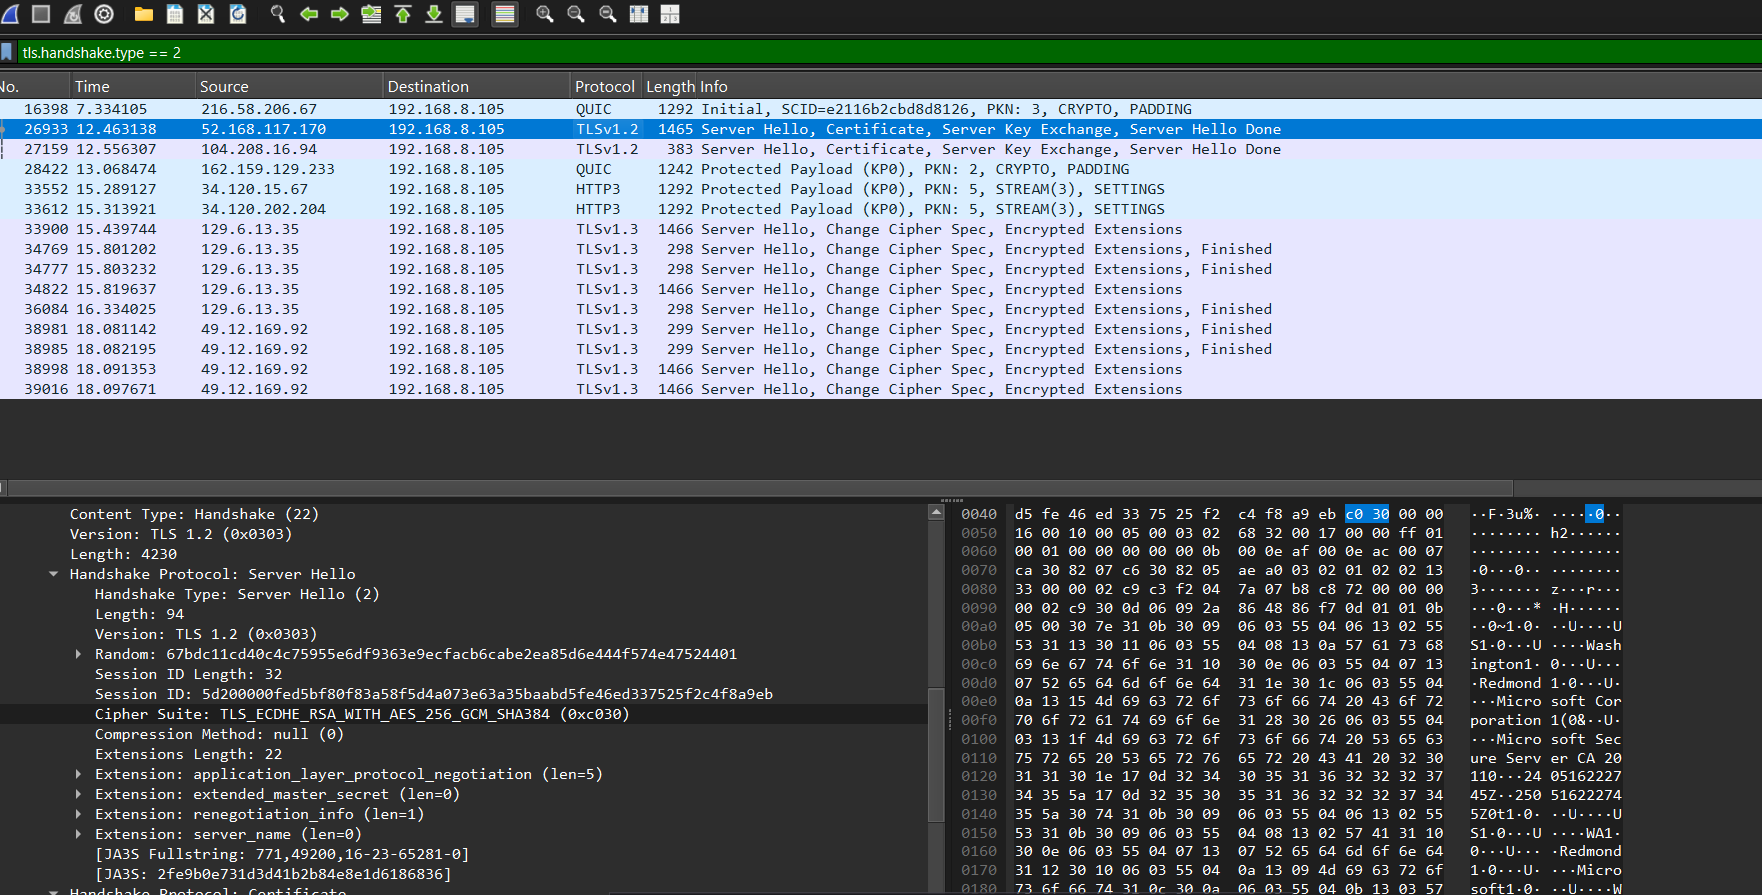 tls.handshake.type == 2
No. Time Source Destination Protocol Length Info
16398 7.334105 216.58.206.67 192.168.8.105 QUIC 1292 Initial, SCID=e2116b2cbd8d8126, PKN: 3, CRYPTO, PADDING
26933 12.463138 52.168.117.170 192.168.8.105 TLSv1.2 1465 Server Hello, Certificate, Server Key Exchange, Server Hello Done
27159 12.556307 104.208.16.94 192.168.8.105 TLSv1.2 383 Server Hello, Certificate, Server Key Exchange, Server Hello Done
28422 13.068474 162.159.129.233 192.168.8.105 QUIC 1242 Protected Payload (KP0), PKN: 2, CRYPTO, PADDING
33552 15.289127 34.120.15.67 192.168.8.105 HTTP3 1292 Protected Payload (KP0), PKN: 5, STREAM(3), SETTINGS
33612 15.313921 34.120.202.204 192.168.8.105 HTTP3 1292 Protected Payload (KP0), PKN: 5, STREAM(3), SETTINGS
33900 15.439744 129.6.13.35 192.168.8.105 TLSv1.3 1466 Server Hello, Change Cipher Spec, Encrypted Extensions
34769 15.801202 129.6.13.35 192.168.8.105 TLSv1.3 298 Server Hello, Change Cipher Spec, Encrypted Extensions, Finished
34777 15.803232 129.6.13.35 192.168.8.105 TLSv1.3 298 Server Hello, Change Cipher Spec, Encrypted Extensions, Finished
34822 15.819637 129.6.13.35 192.168.8.105 TLSv1.3 1466 Server Hello, Change Cipher Spec, Encrypted Extensions
36084 16.334025 129.6.13.35 192.168.8.105 TLSv1.3 298 Server Hello, Change Cipher Spec, Encrypted Extensions, Finished
38981 18.081142 49.12.169.92 192.168.8.105 TLSv1.3 299 Server Hello, Change Cipher Spec, Encrypted Extensions, Finished
38985 18.082195 49.12.169.92 192.168.8.105 TLSv1.3 299 Server Hello, Change Cipher Spec, Encrypted Extensions, Finished
38998 18.091353 49.12.169.92 192.168.8.105 TLSv1.3 1466 Server Hello, Change Cipher Spec, Encrypted Extensions
39016 18.097671 49.12.169.92 192.168.8.105 TLSv1.3 1466 Server Hello, Change Cipher Spec, Encrypted Extensions
Content Type: Handshake (22)
Version: TLS 1.2 (0x0303)
Length: 4230
Handshake Protocol: Server Hello
Handshake Type: Server Hello (2)
Length: 94
Version: TLS 1.2 (0x0303)
Random: 67bdc11cd40c4c75955e6df9363e9ecfacb6cabe2ea85d6e444f574e47524401
Session ID Length: 32
Session ID: 5d200000fed5bf80f83a58f5d4a073e63a35baabd5fe46ed337525f2c4f8a9eb
Cipher Suite: TLS_ECDHE_RSA_WITH_AES_256_GCM_SHA384 (0xc030)
Compression Method: null (0)
Extensions Length: 22
Extension: application_layer_protocol_negotiation (len=5)
Extension: extended_master_secret (len=0)
Extension: renegotiation_info (len=1)
Extension: server_name (len=0)
[JA3S Fullstring: 771,49200,16-23-65281-0]
[JA3S: 2fe9b0e731d3d41b2b84e8e1d6186836]
Handshake Protocol: Certificate
0040 d5 fe 46 ed 33 75 25 f2 c4 f8 a9 eb c0 30 00 00 ··F·3u%· ·····0··
0050 16 00 10 00 05 00 03 02 68 32 00 17 00 00 ff 01 ········ h2······
0060 00 01 00 00 00 00 00 0b 00 0e af 00 0e ac 00 07 ········ ········
0070 ca 30 82 07 c6 30 82 05 ae a0 03 02 01 02 02 13 ·0···0·· ········
0080 33 00 00 02 c9 c3 f2 04 7a 07 b8 c8 72 00 00 00 3······· z···r···
0090 00 02 c9 30 0d 06 09 2a 86 48 86 f7 0d 01 01 0b ···0···* ·H······
00a0 05 00 30 7e 31 0b 30 09 06 03 55 04 06 13 02 55 ··0~1·0· ··U····U
00b0 53 31 13 30 11 06 03 55 04 08 13 0a 57 61 73 68 S1·0···U ····Wash
00c0 69 6e 67 74 6f 6e 31 10 30 0e 06 03 55 04 07 13 ington1· 0···U···
00d0 07 52 65 64 6d 6f 6e 64 31 1e 30 1c 06 03 55 04 ·Redmond 1·0···U·
00e0 0a 13 15 4d 69 63 72 6f 73 6f 66 74 20 43 6f 72 ···Micro soft Cor
00f0 70 6f 72 61 74 69 6f 6e 31 28 30 26 06 03 55 04 poration 1(0&··U·
0100 03 13 1f 4d 69 63 72 6f 73 6f 66 74 20 53 65 63 ···Micro soft Sec
0110 75 72 65 20 53 65 72 76 65 72 20 43 41 20 32 30 ure Serv er CA 20
0120 31 31 30 1e 17 0d 32 34 30 35 31 36 32 32 32 37 110···24 05162227
0130 34 35 5a 17 0d 32 35 30 35 31 36 32 32 32 37 34 45Z··250 51622274
0140 35 5a 30 74 31 0b 30 09 06 03 55 04 06 13 02 55 5Z0t1·0· ··U····U
0150 53 31 0b 30 09 06 03 55 04 08 13 02 57 41 31 10 S1·0···U ····WA1·
0160 30 0e 06 03 55 04 07 13 07 52 65 64 6d 6f 6e 64 0···U··· ·Redmond
0170 31 12 30 10 06 03 55 04 0a 13 09 4d 69 63 72 6f 1·0···U· ···Micro
0180 73 6f 66 74 31 0c 30 0a 06 03 55 04 0b 13 03 57 soft1·0· ··U····W